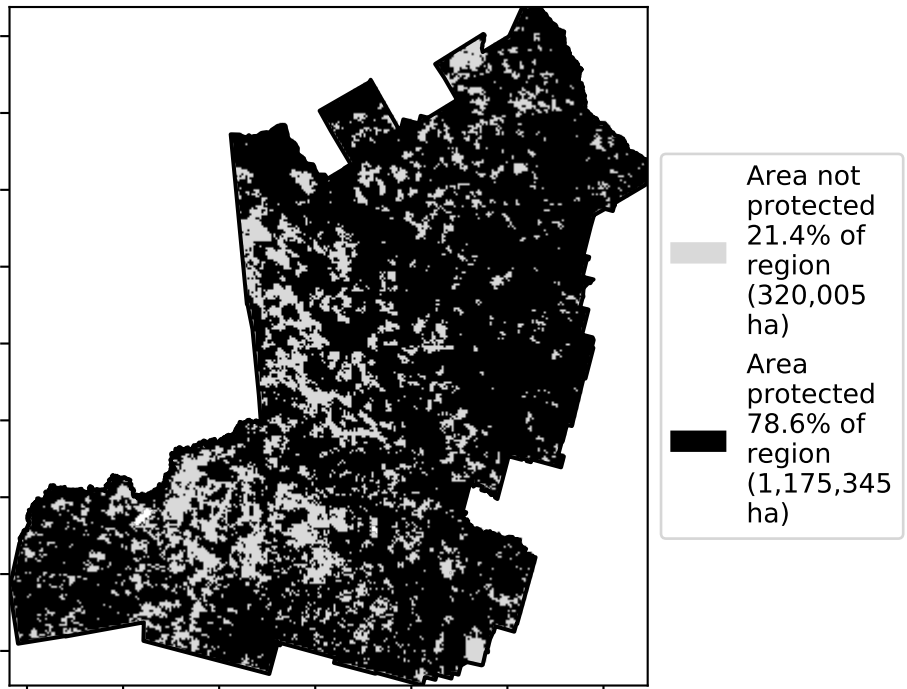 Area not
protected
21.4% of
region
(320,005
ha)
Area
protected
78.6% of
region
(1,175,345
ha)